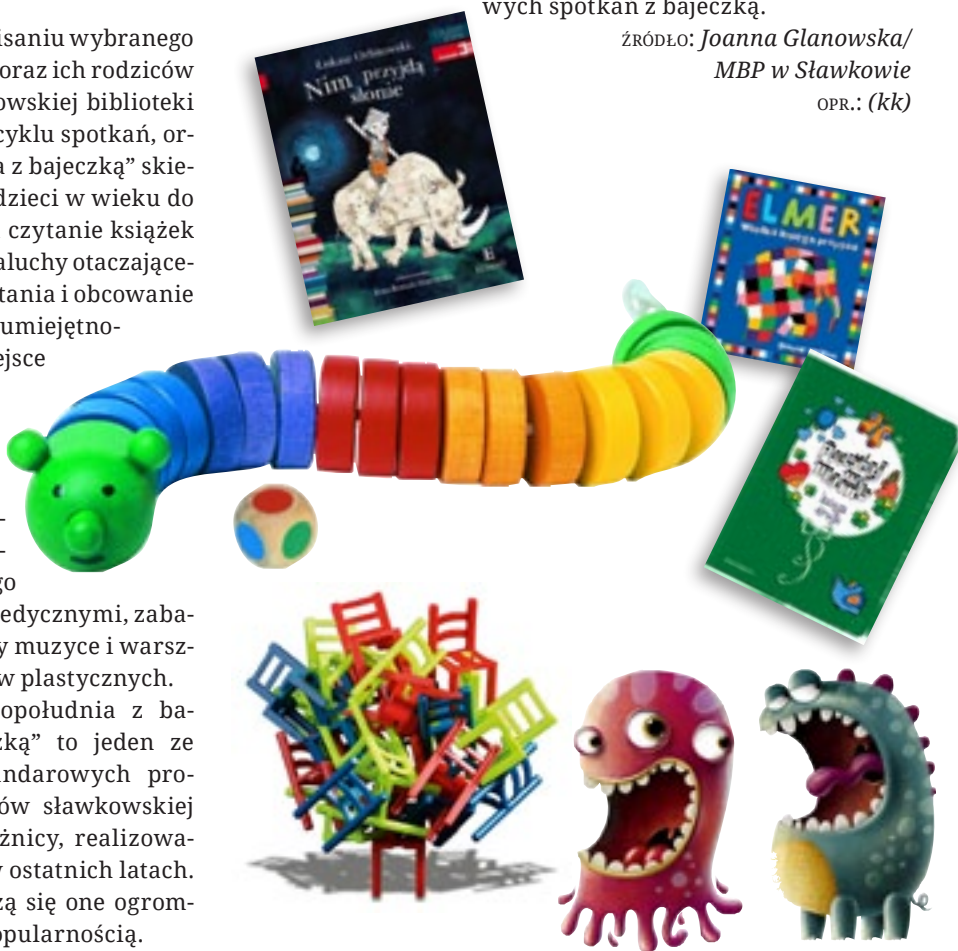 isaniu wybranego
oraz ich rodziców
owskiej biblioteki
cyklu spotkań, or-
a z bajeczką” skie-
dzieci w wieku do
czytanie książek
aluchy otaczające-
tania i obcowanie
umiejętno-
ejsce
-
-
go
edycznymi, zaba-
y muzyce i warsz-
w plastycznych.
opołudnia z ba-
zką” to jeden ze
ndarowych pro-
ów sławkowskiej
żnicy, realizowa-
w ostatnich latach.
zą się one ogrom-
opularnością.
wych spotkań z bajeczką.
ŹRÓDŁO: Joanna Glanowska/
MBP w Sławkowie
OPR.: (kk)
Nim przyjdą
słonie
ELMER